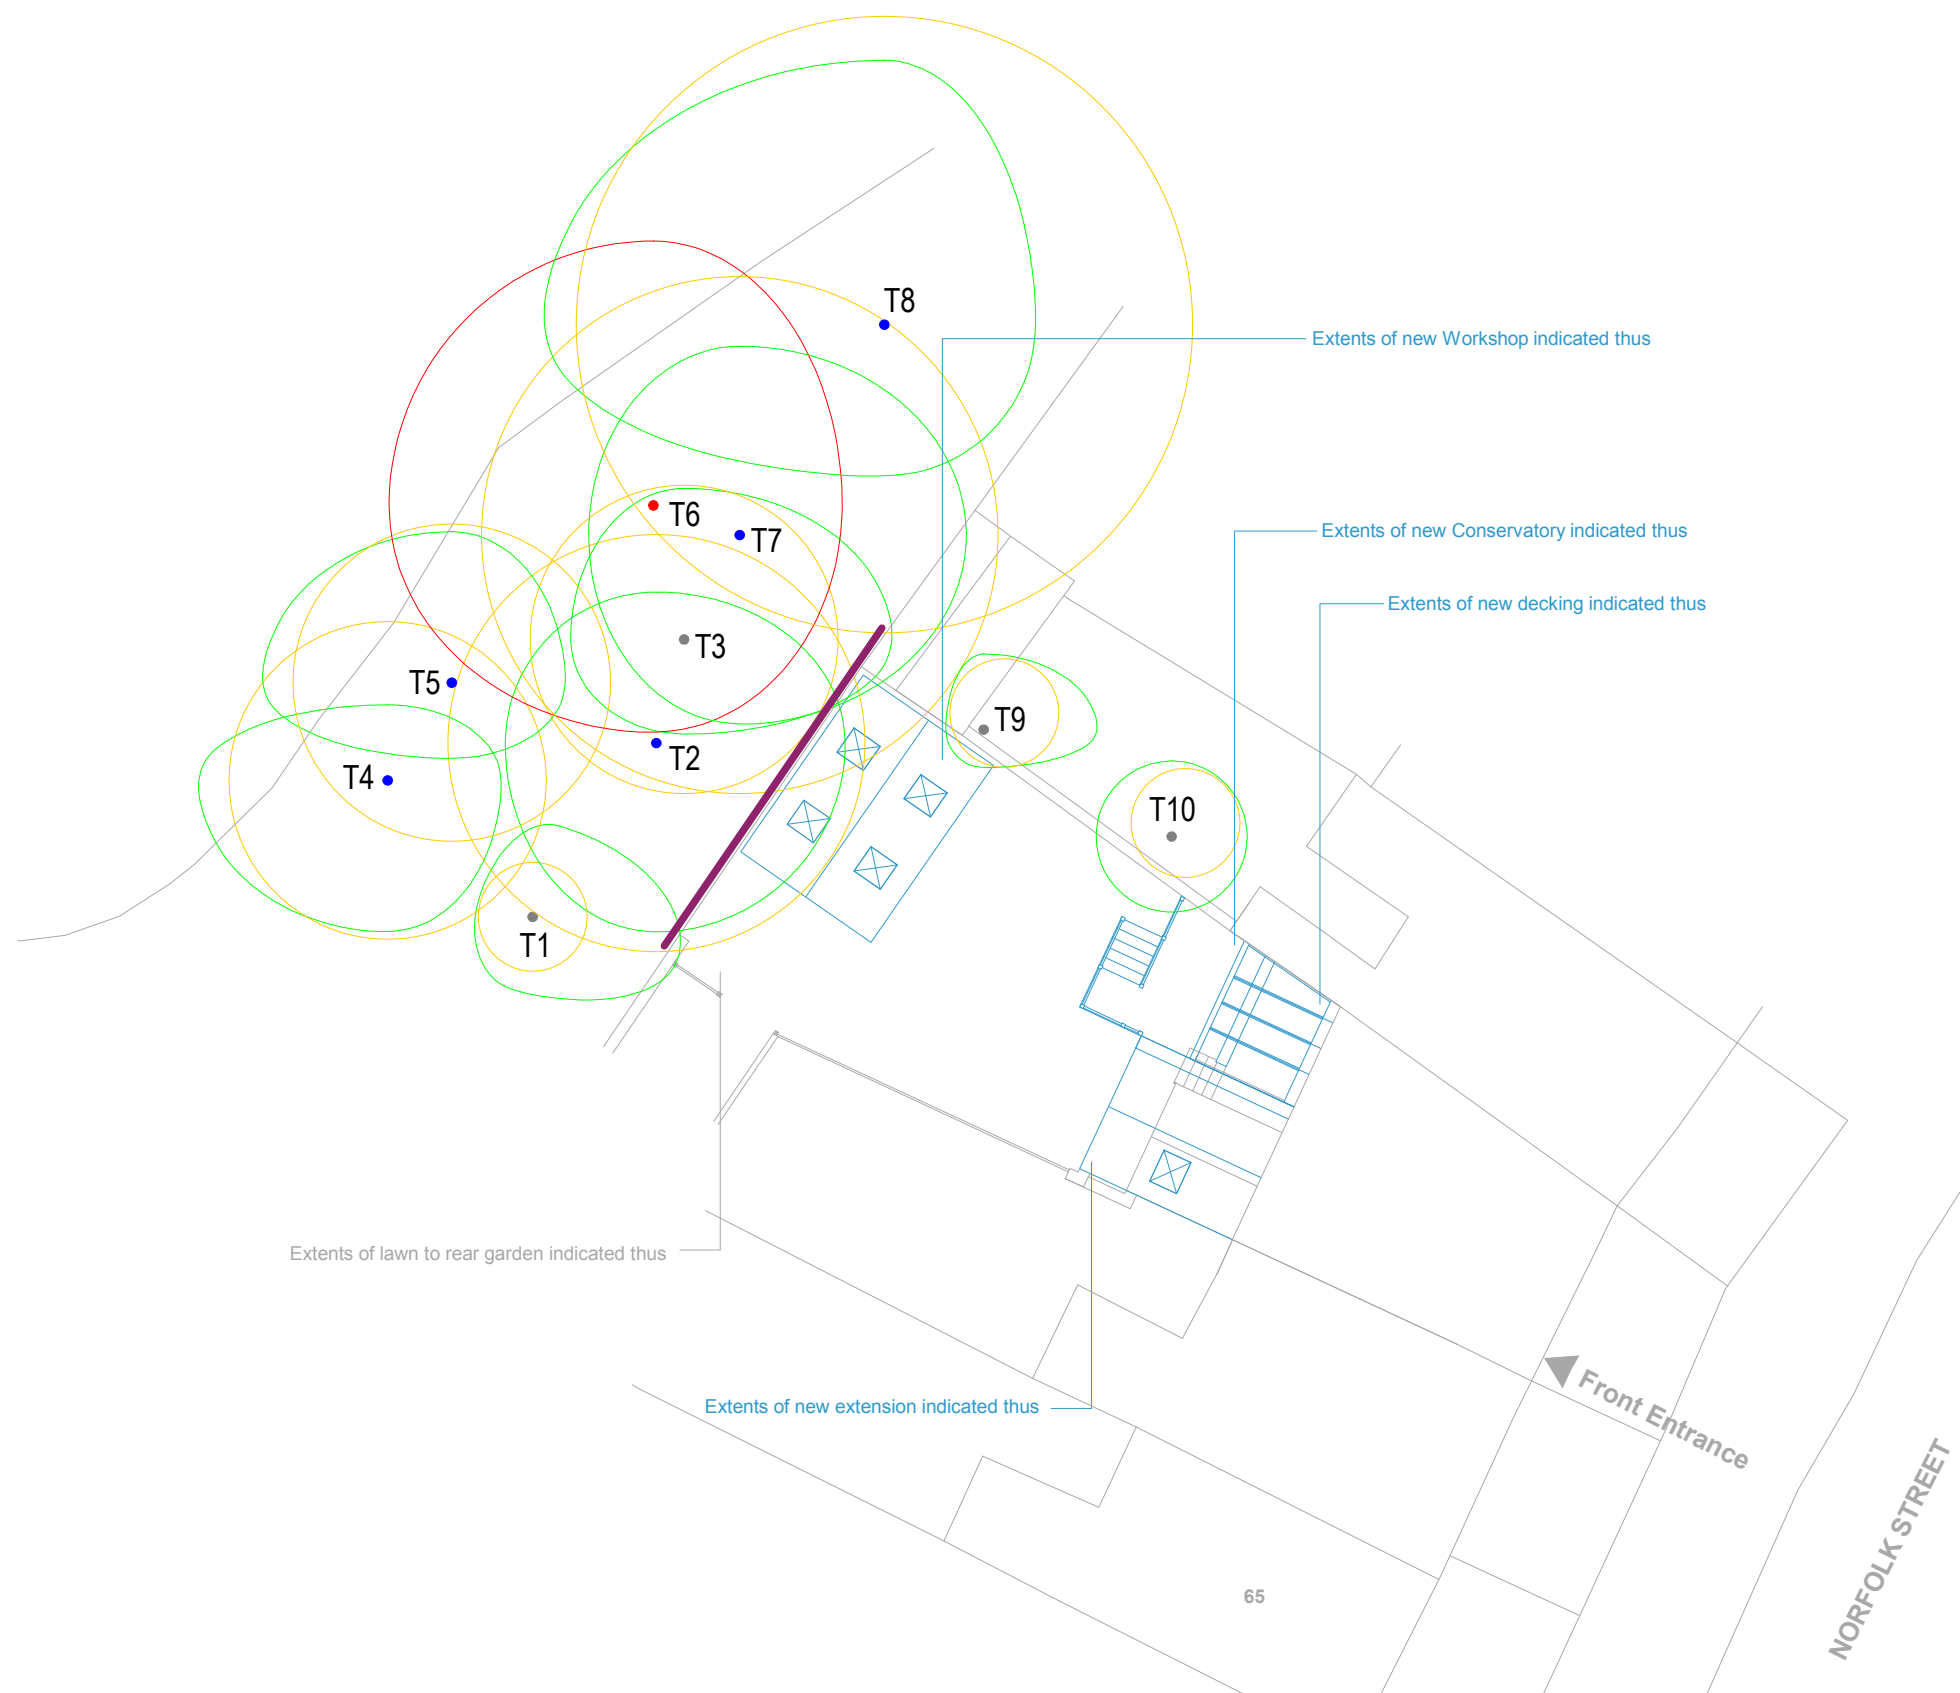 T8
Extents of new Workshop indicated thus
T6
T7
Extents of new Conservatory indicated thus
Extents of new decking indicated thus
T3
T5
T9
T2
T4
T10
T1
Extents of lawn to rear garden indicated thus
Extents of new extension indicated thus
Front Entrance
NORFOLK STREET
65